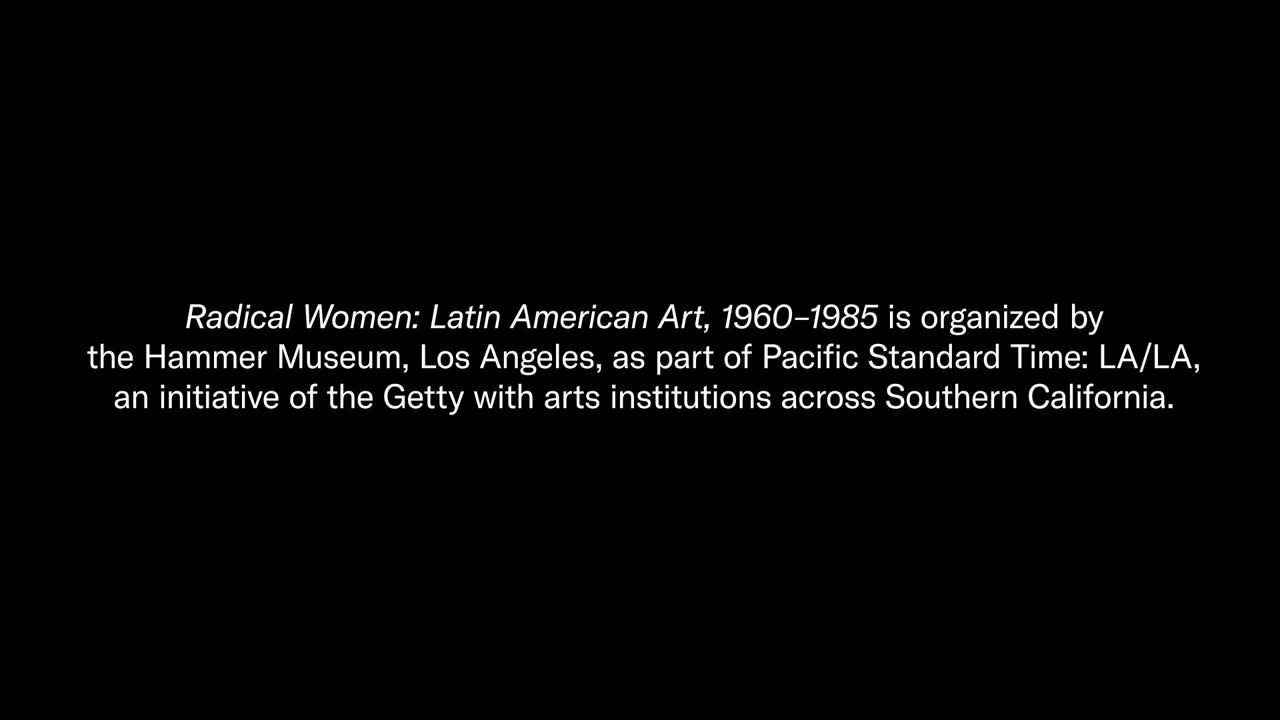 Radical Women: Latin American Art, 1960–1985 is organized by
the Hammer Museum, Los Angeles, as part of Pacific Standard Time: LA/LA,
an initiative of the Getty with arts institutions across Southern California.